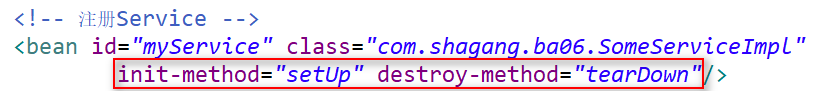 <!-- 注册Service -->
<bean id="myService" class="com.shagang.ba06.SomeServiceImpl"
init-method="setUp" destroy-method="tearDown"/>